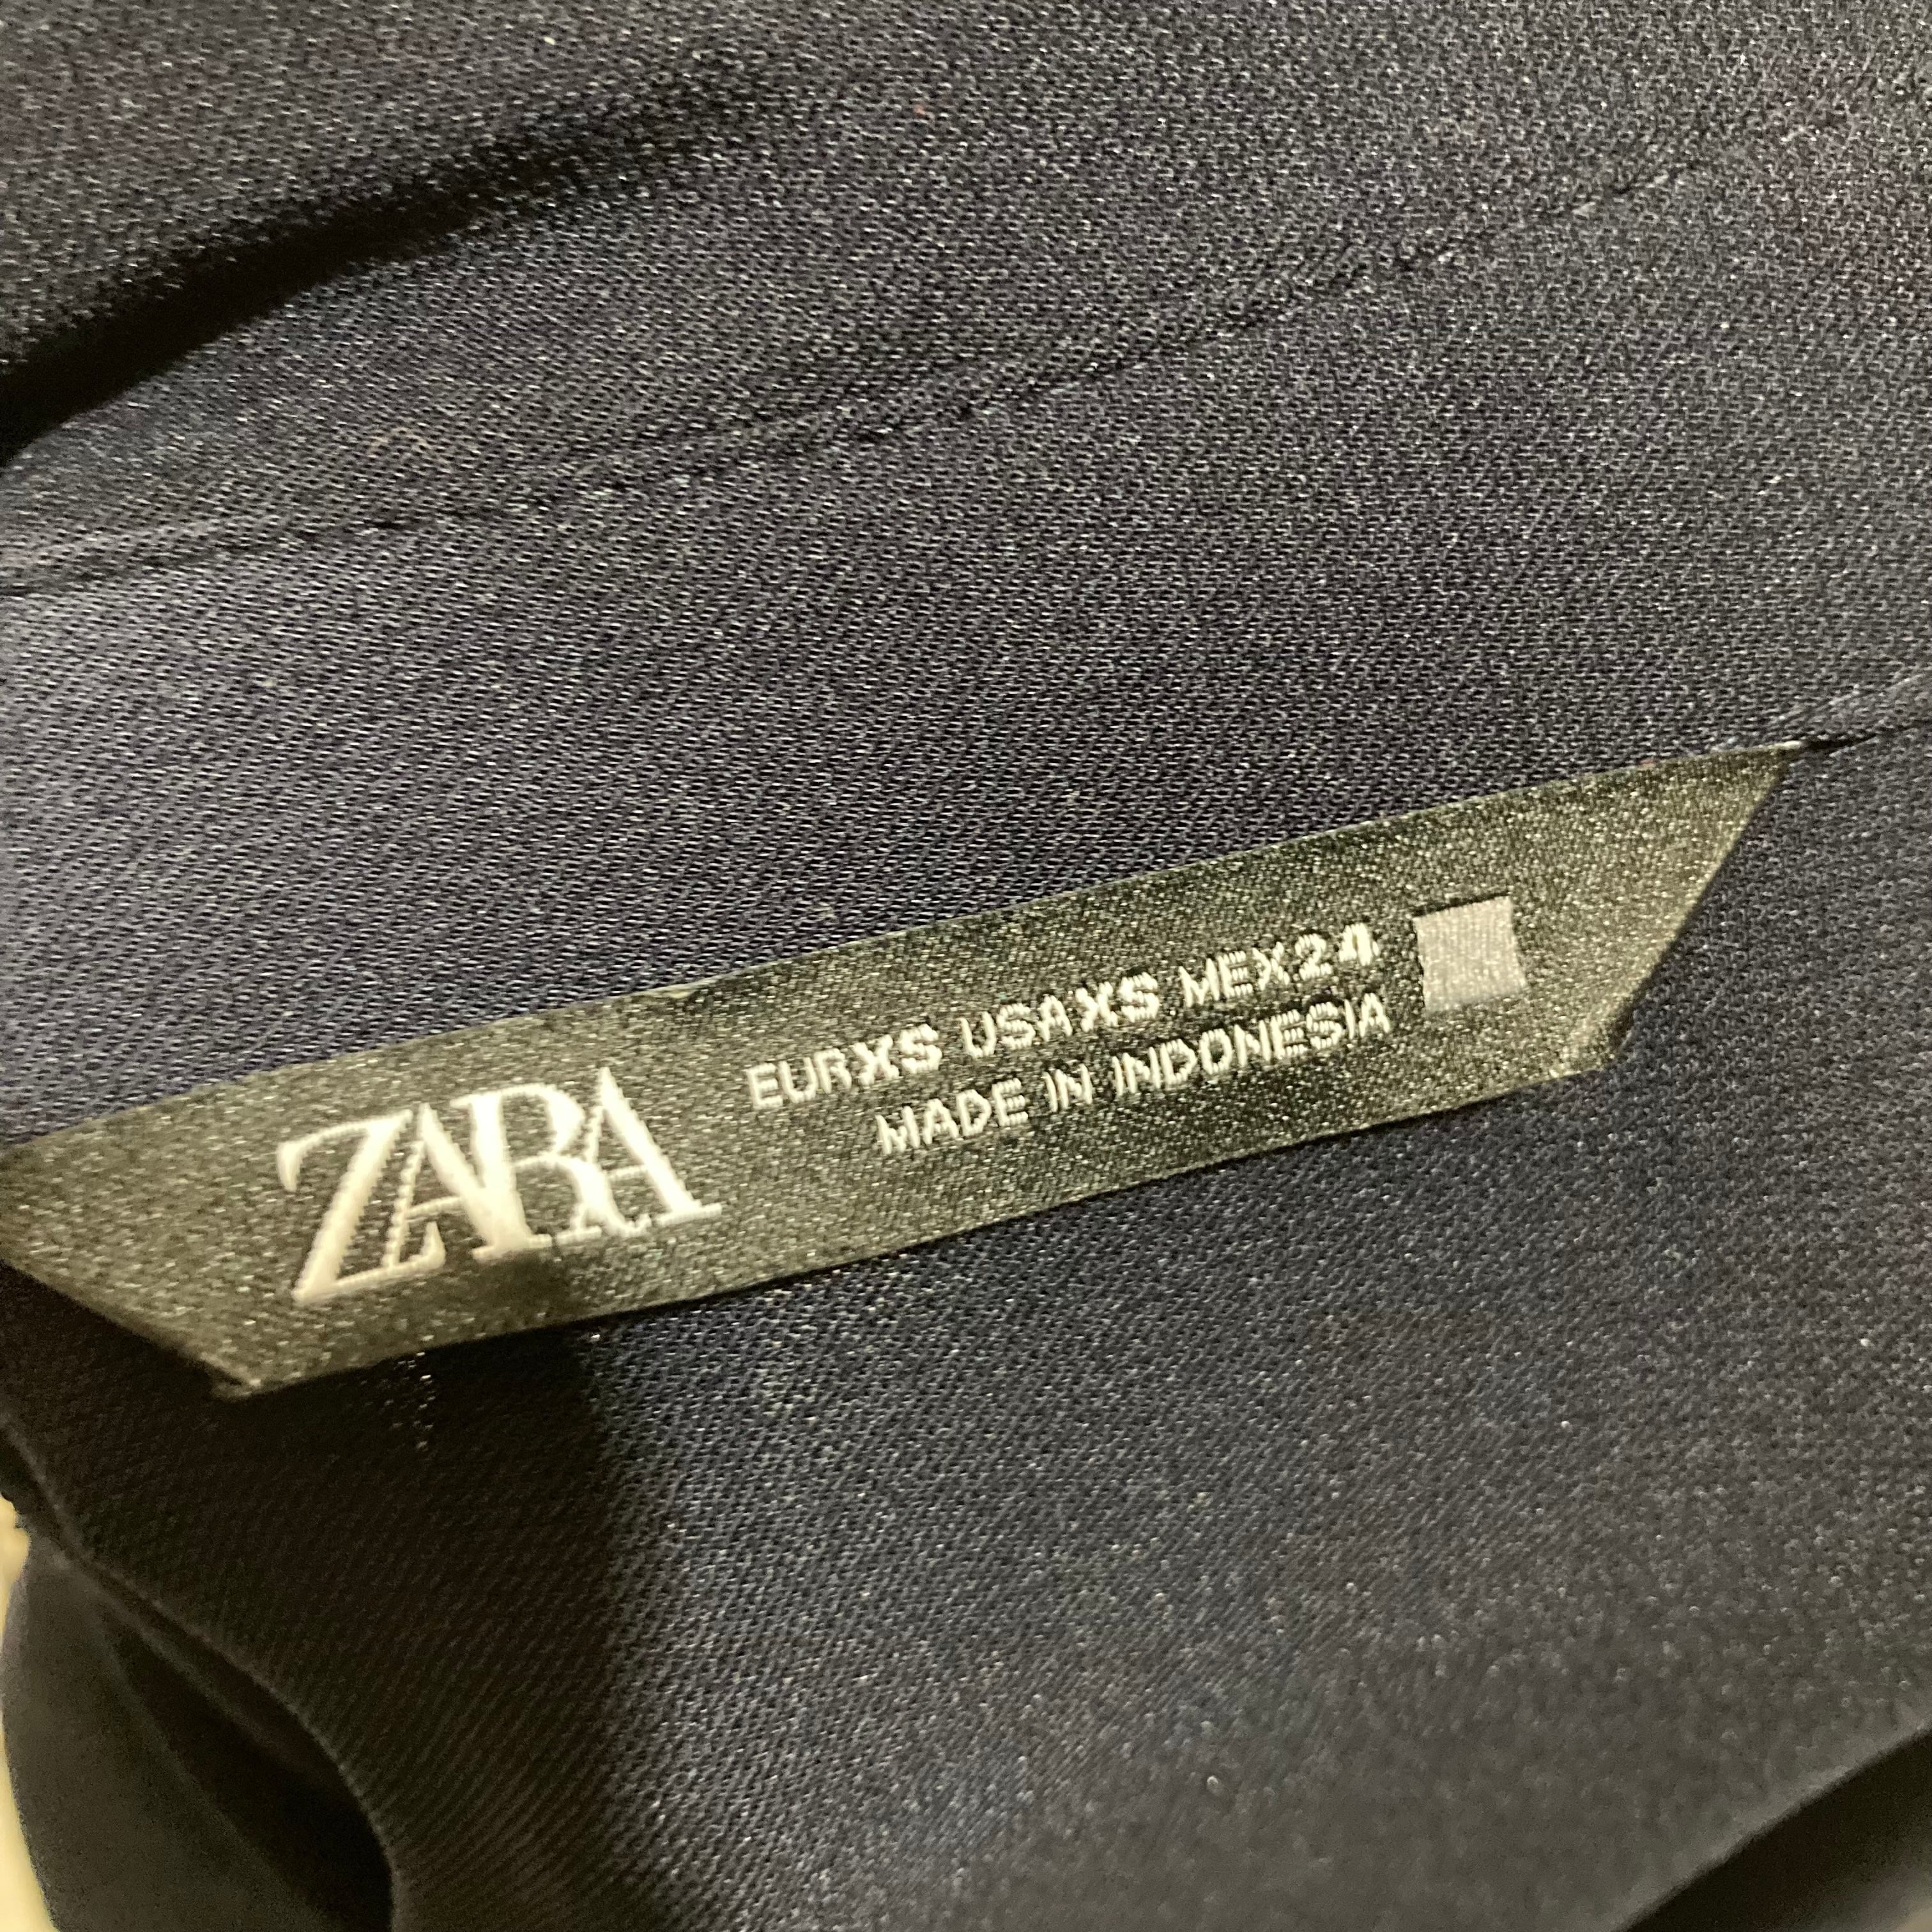 ZARA
EURXS USAXS MEX24
MADE IN INDONESIA